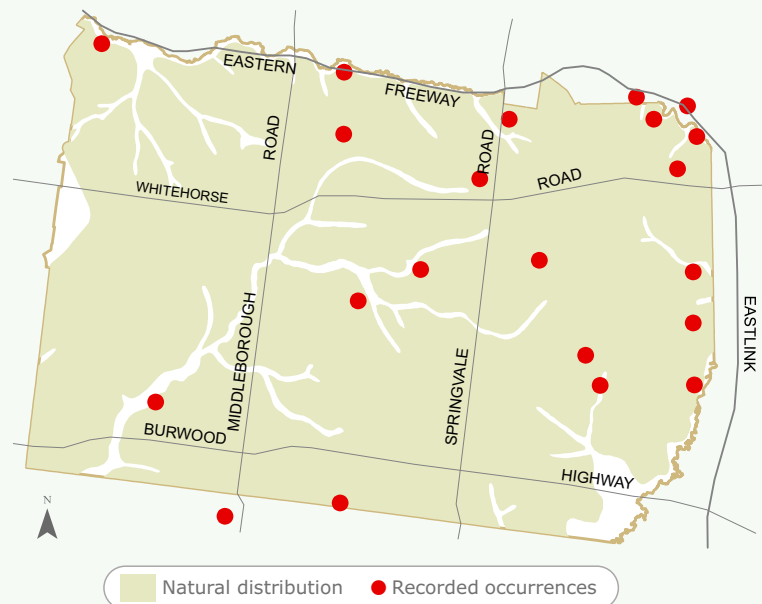 EASTERN
FREEWAY
ROAD
ROAD
WHITEHORSE
ROAD
EASTLINK
MIDDLEBOROUGH
SPRINGVALE
BURWOOD
HIGHWAY
N
Natural distribution
Recorded occurrences